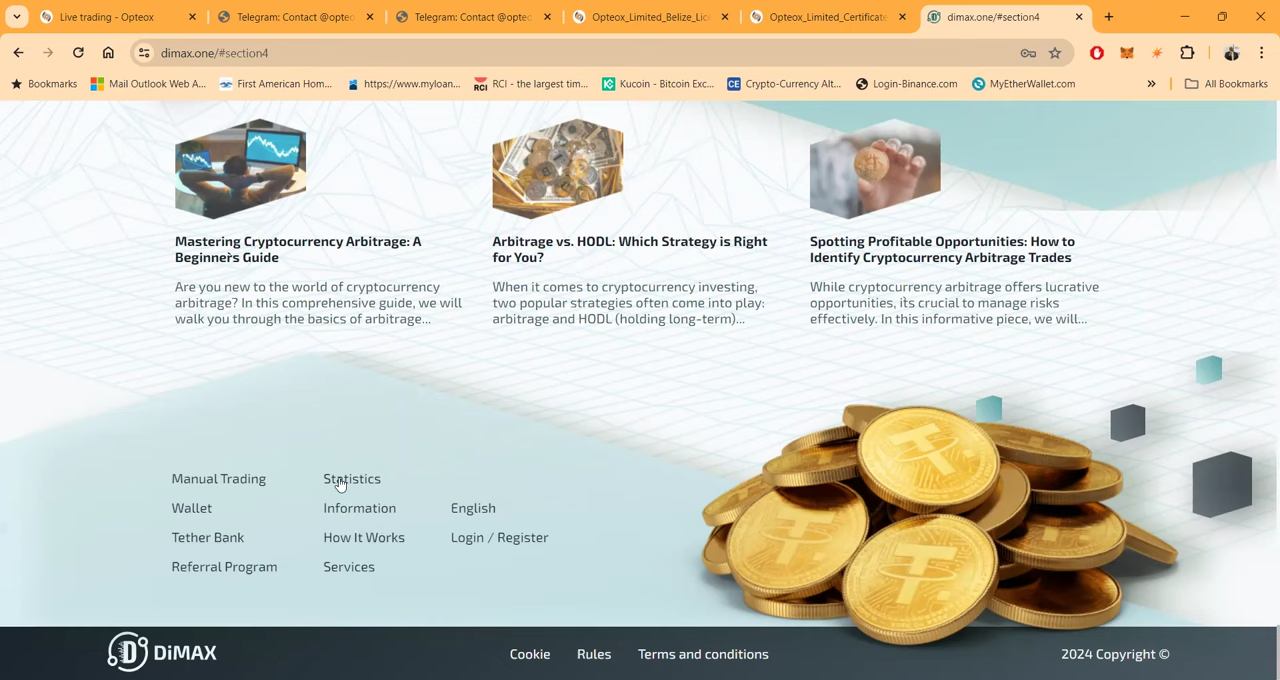 Live trading - Opteox
Telegram: Contact @opteo
Telegram: Contact @opteo
Opteox_Limited_Belize_Lic
Opteox_Limited_Certificate
dimax.one/#section4
dimax.one/#section4
Bookmarks
Mail Outlook Web A...
First American Hom...
https://www.myloan...
RCI
RCI - the largest tim...
Kucoin - Bitcoin Exc...
CE
Crypto-Currency Alt...
Login-Binance.com
MyEtherWallet.com
»
All Bookmarks
Mastering Cryptocurrency Arbitrage: A
Beginner's Guide
Are you new to the world of cryptocurrency
arbitrage? In this comprehensive guide, we will
walk you through the basics of arbitrage...
Arbitrage vs. HODL: Which Strategy is Right
for You?
When it comes to cryptocurrency investing,
two popular strategies often come into play:
arbitrage and HODL (holding long-term)...
Spotting Profitable Opportunities: How to
Identify Cryptocurrency Arbitrage Trades
While cryptocurrency arbitrage offers lucrative
opportunities, it's crucial to manage risks
effectively. In this informative piece, we will...
Manual Trading
Wallet
Tether Bank
Referral Program
Statistics
Information
How It Works
Services
English
Login / Register
DiMAX
Cookie
Rules
Terms and conditions
2024 Copyright ©